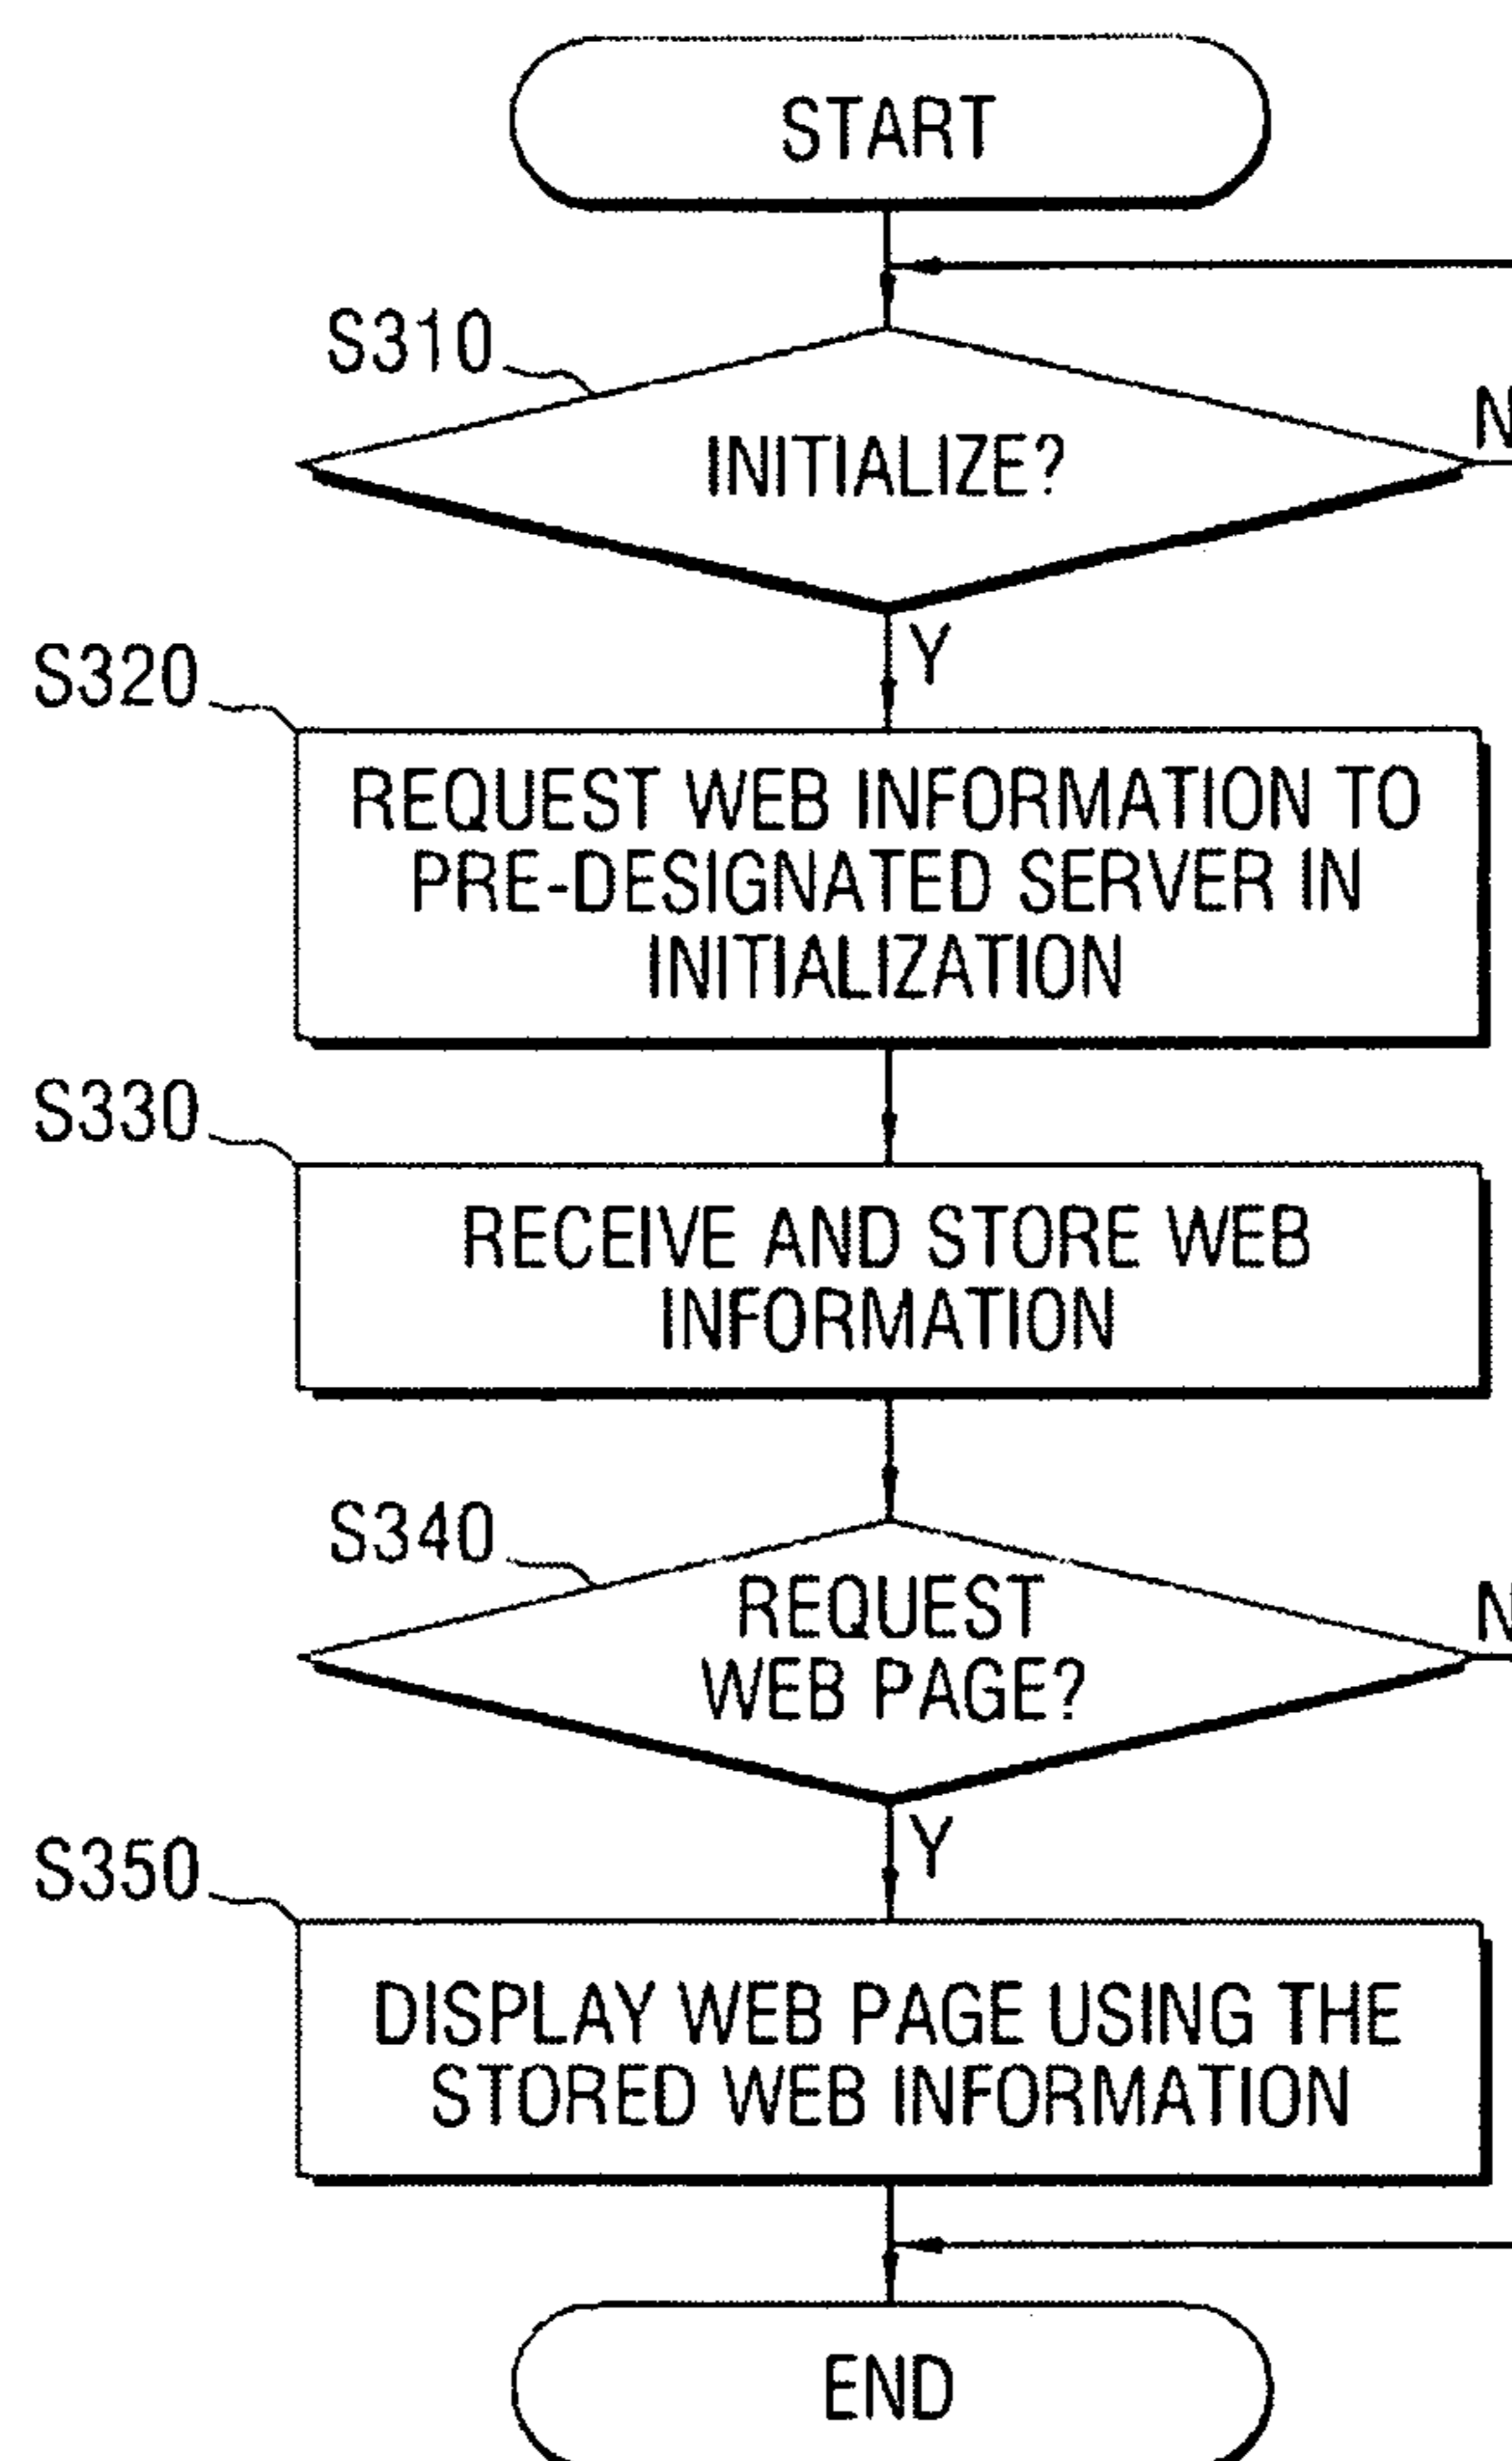 START
S310
INITIALIZE?
N
Y
S320
REQUEST WEB INFORMATION TO
PRE-DESIGNATED SERVER IN
INITIALIZATION
S330
RECEIVE AND STORE WEB
INFORMATION
S340
REQUEST
WEB PAGE?
N
Y
S350
DISPLAY WEB PAGE USING THE
STORED WEB INFORMATION
END